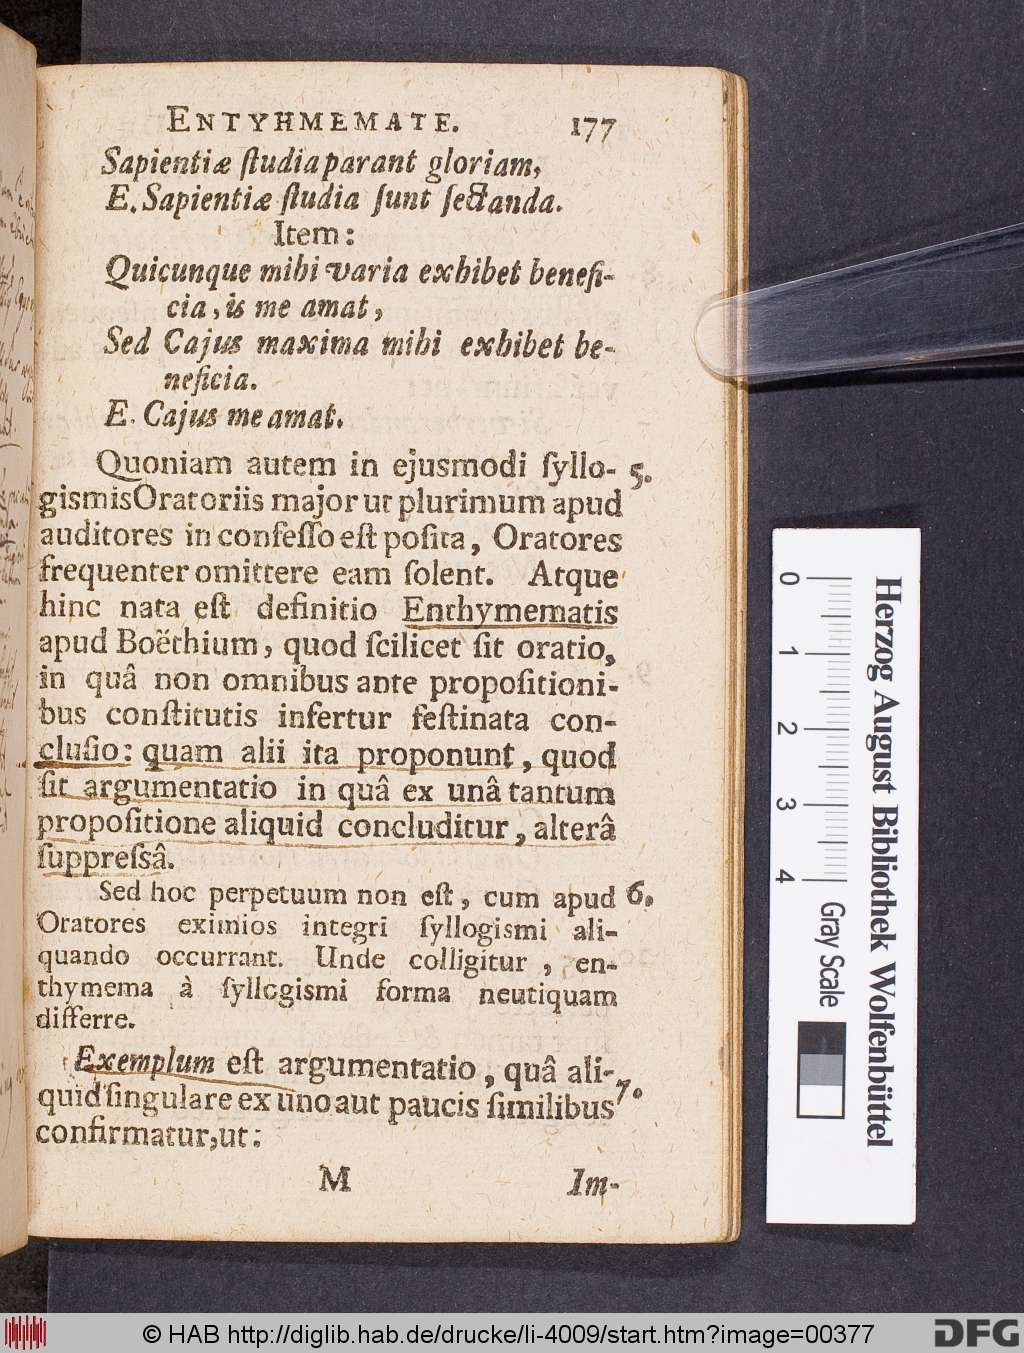 ENTYHMEMATE. 177
Sapientiæ ſtudia parant gloriam,
E. Sapientiæ ſtudia ſunt ſectanda.
Item:
Quicunque mihi varia exhibet benefi-
cia, is me amat,
Sed Cajus maxima mihi exhibet be-
neficia.
E. Cajus me amat.
Quoniam autem in ejusmodi ſyllo- 5.
gismis Oratoriis major ut plurimum apud
auditores in confeſſo eſt poſita, Oratores
frequenter omittere eam ſolent. Atque
hinc nata eſt definitio Enthymematis
apud Boëthium, quod ſcilicet ſit oratio,
in quâ non omnibus ante propoſitioni-
bus conſtitutis infertur feſtinata con-
cluſio: quam alii ita proponunt, quod
ſit argumentatio in quâ ex unâ tantum
propoſitione aliquid concluditur, alterâ
ſuppreſsâ.
Sed hoc perpetuum non eſt, cum apud 6.
Oratores eximios integri ſyllogismi ali-
quando occurrant. Unde colligitur, en-
thymema à ſyllogismi forma neutiquam
differre.
Exemplum eſt argumentatio, quâ ali- 7.
quid ſingulare ex uno aut paucis ſimilibus
confirmatur, ut:
M Im-
0 1 2 3 4
Gray Scale
Herzog August Bibliothek Wolfenbüttel
© HAB http://diglib.hab.de/drucke/li-4009/start.htm?image=00377
DFG